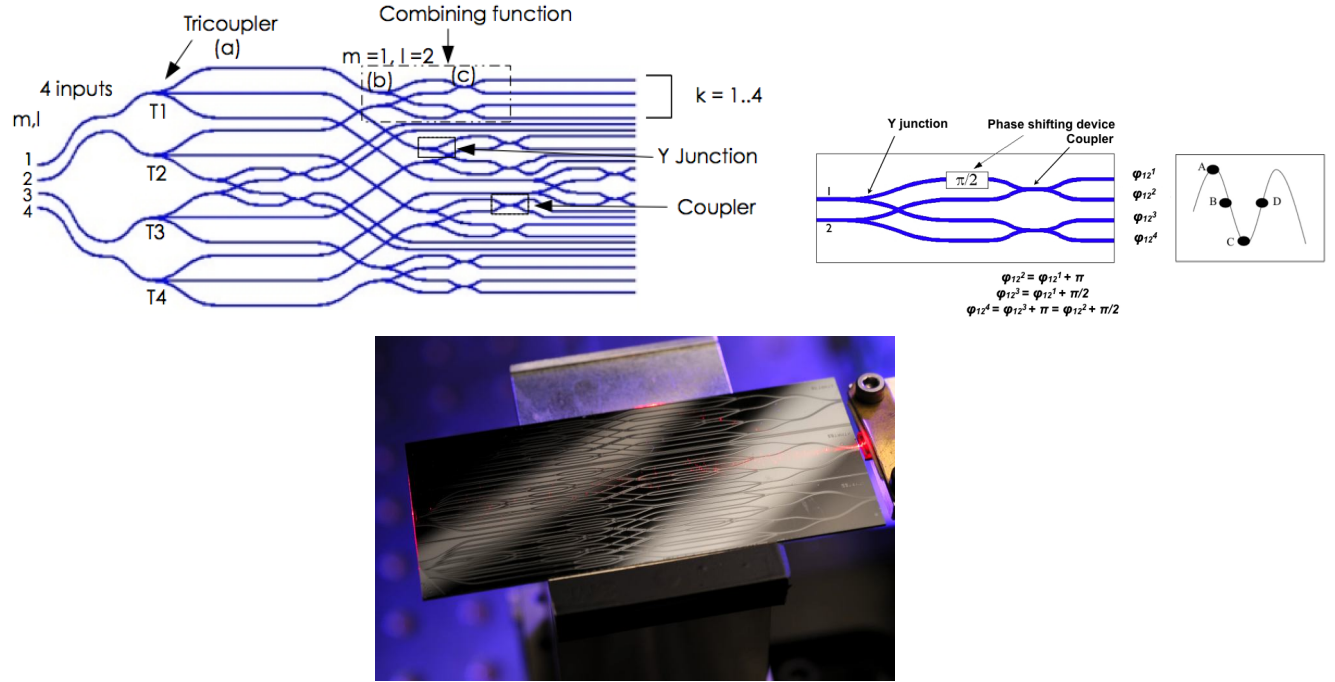 Tricoupler
(a)
Combining function
m =1, l =2
(b)
(c)
4 inputs
m,l
1
2
3
4
T1
T2
T3
T4
k = 1..4
Y Junction
Coupler
Y junction
Phase shifting device
Coupler
1
2
π/2
φ₁₂¹
φ₁₂²
φ₁₂³
φ₁₂⁴
φ₁₂² = φ₁₂¹ + π
φ₁₂³ = φ₁₂¹ + π/2
φ₁₂⁴ = φ₁₂³ + π = φ₁₂² + π/2
A
B
C
D